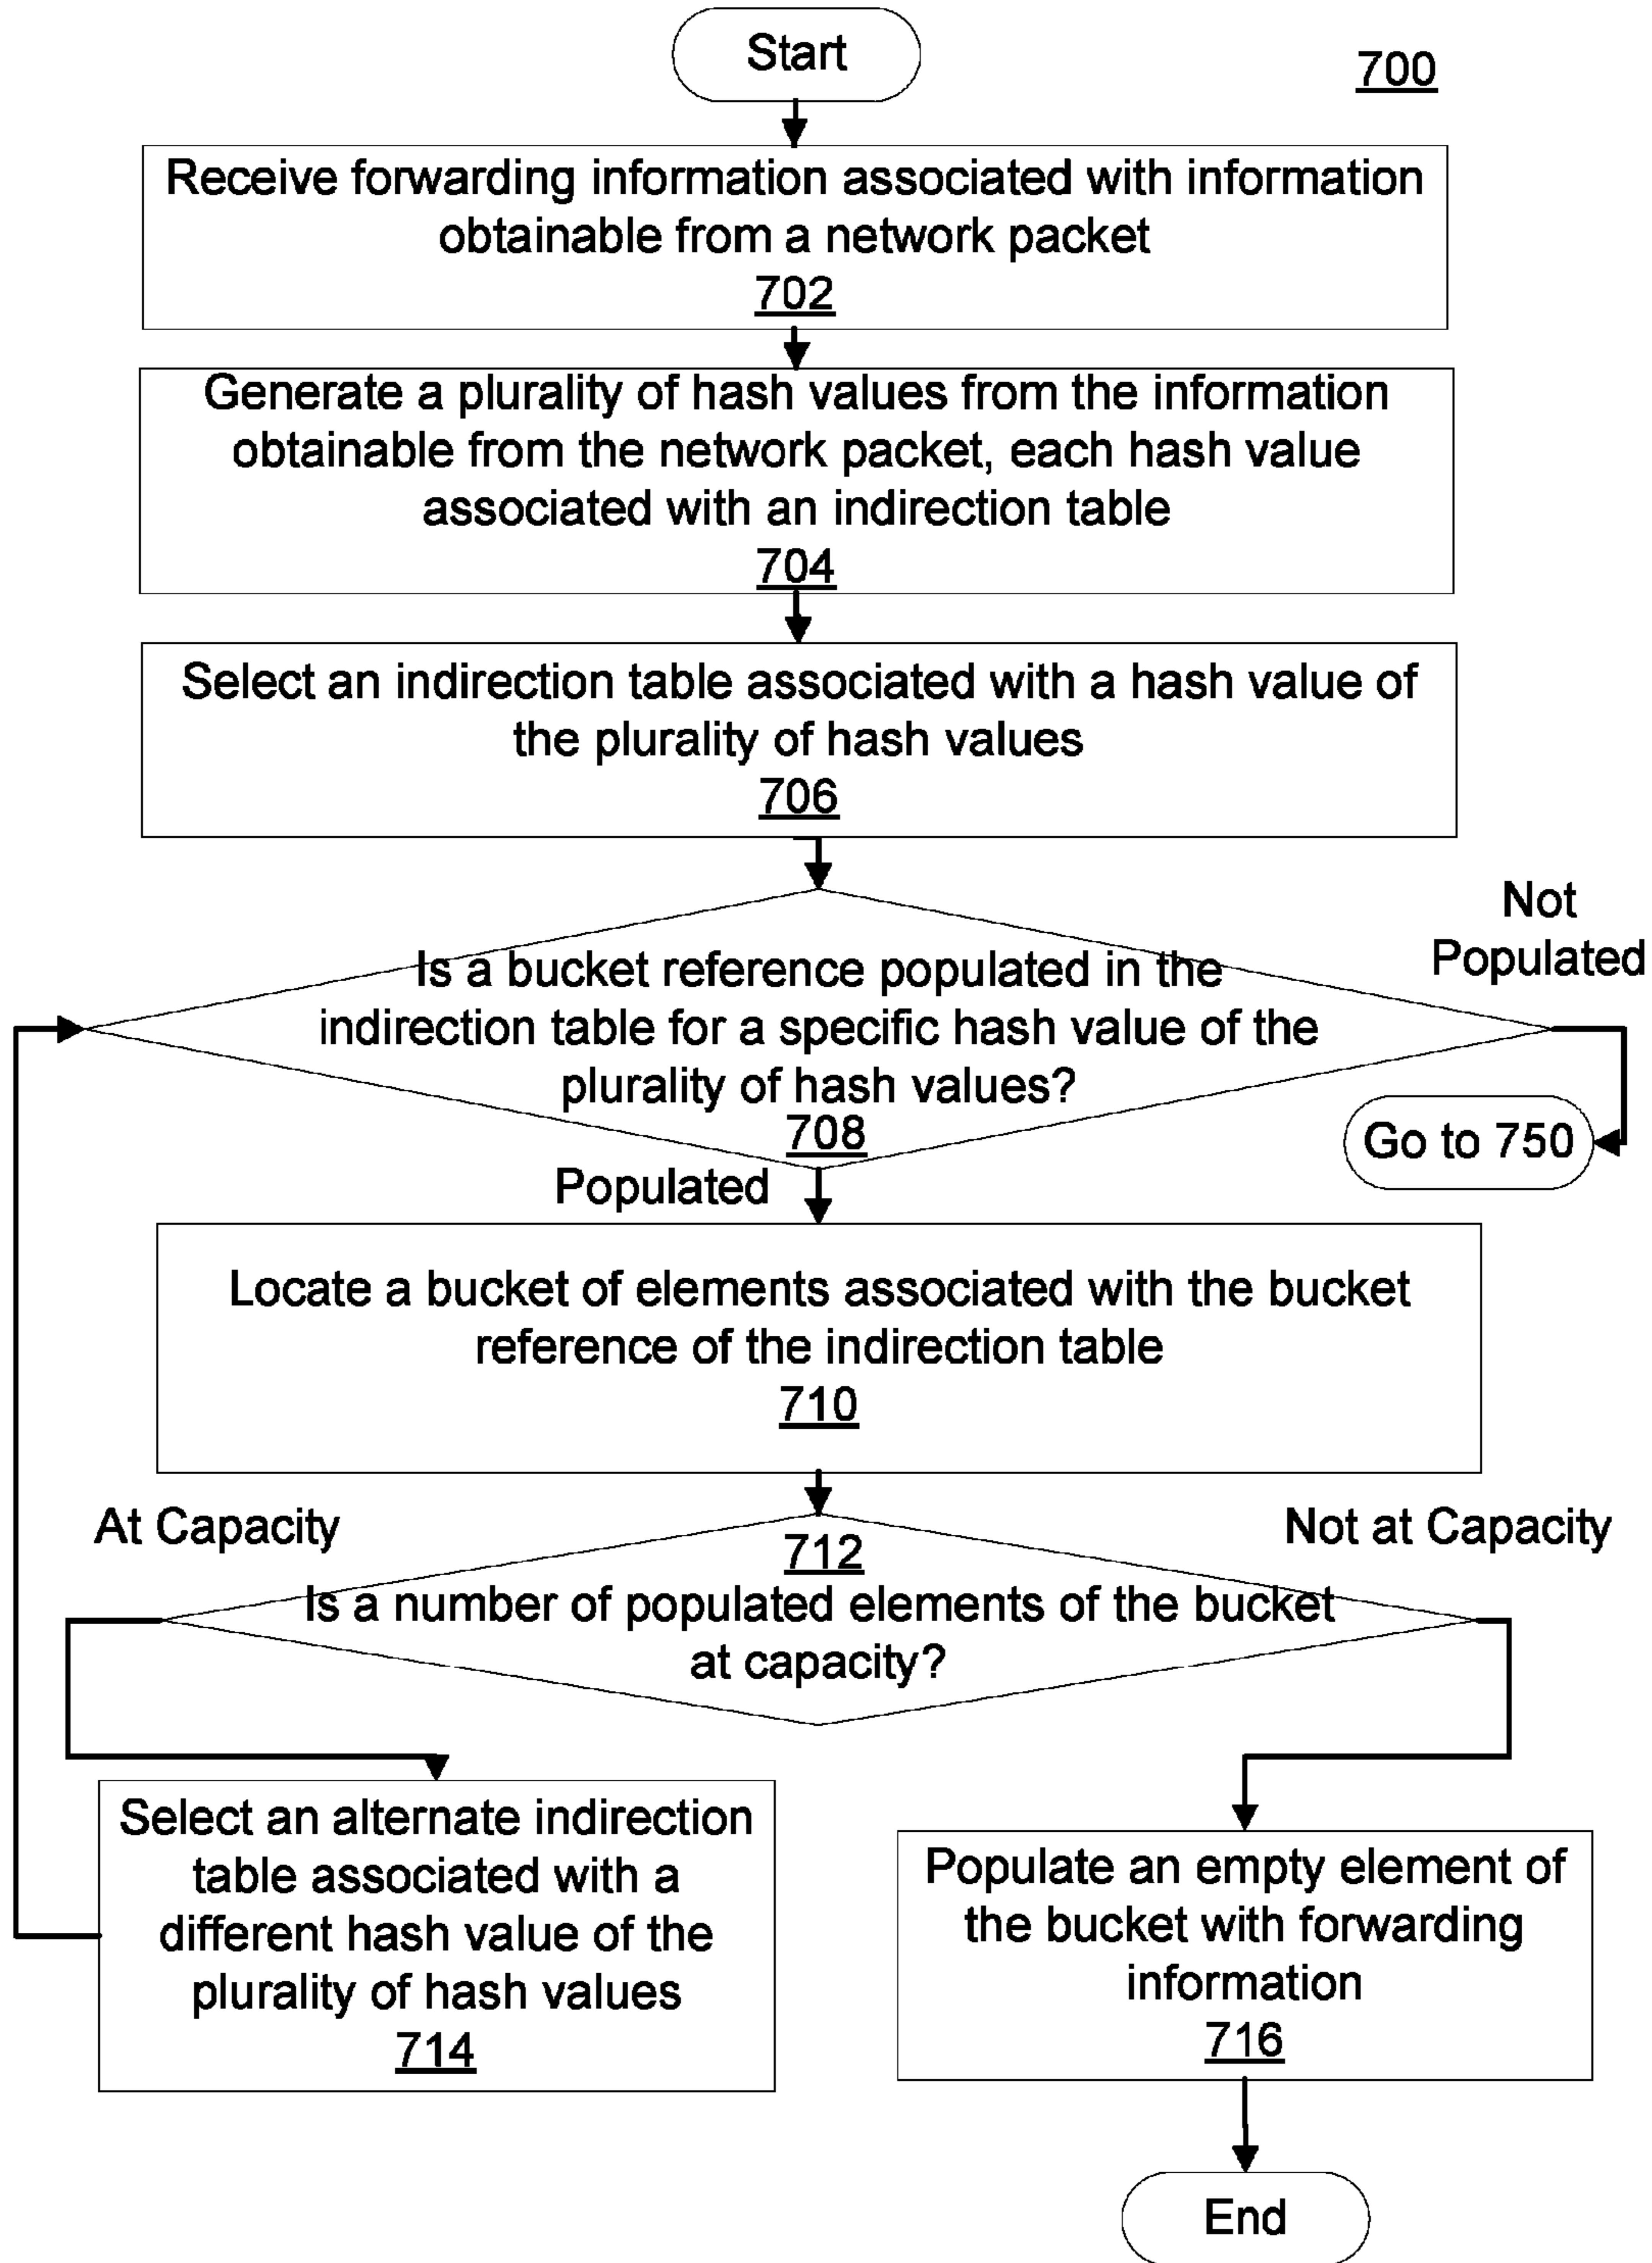 Start
700
Receive forwarding information associated with information
obtainable from a network packet
702
Generate a plurality of hash values from the information
obtainable from the network packet, each hash value
associated with an indirection table
704
Select an indirection table associated with a hash value of
the plurality of hash values
706
Not
Populated
Is a bucket reference populated in the
indirection table for a specific hash value of the
plurality of hash values?
708
Go to 750
Populated
Locate a bucket of elements associated with the bucket
reference of the indirection table
710
At Capacity
Not at Capacity
712
Is a number of populated elements of the bucket
at capacity?
Select an alternate indirection
table associated with a
different hash value of the
plurality of hash values
714
Populate an empty element of
the bucket with forwarding
information
716
End